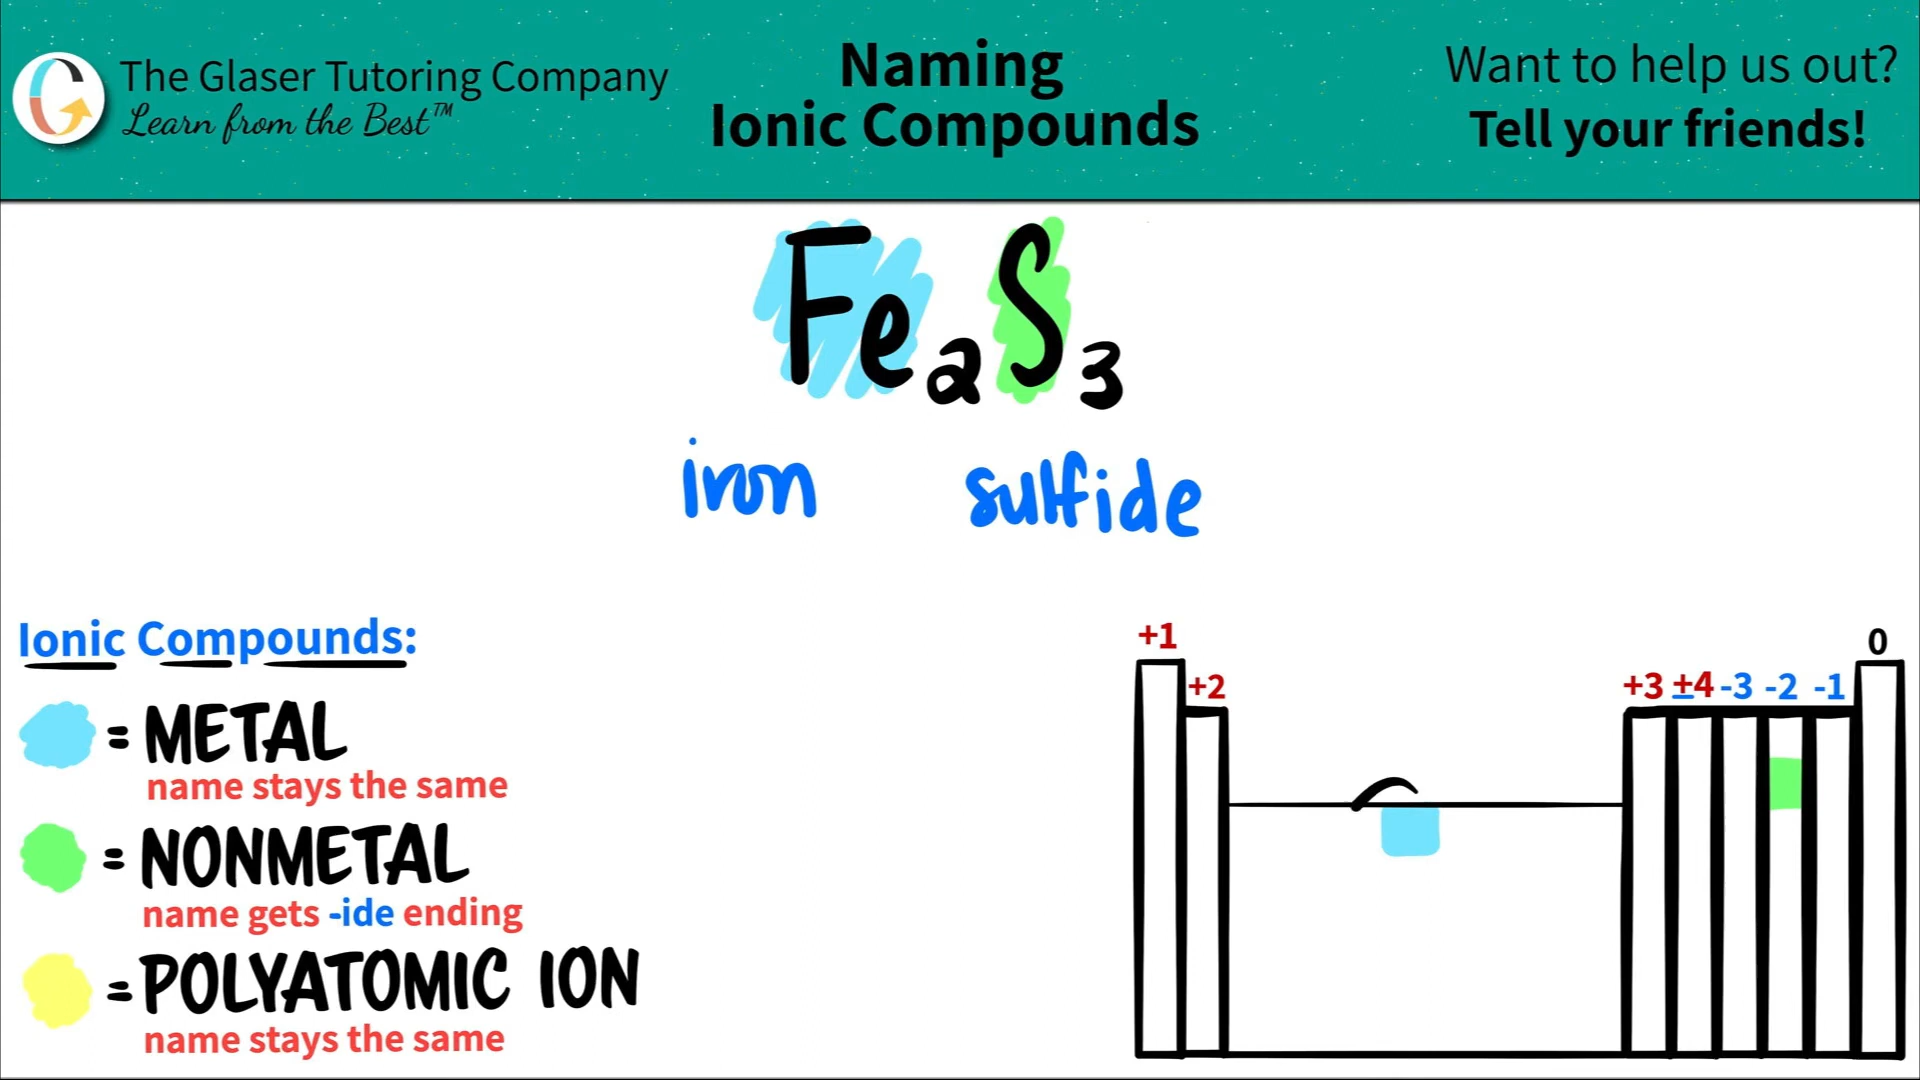 The Glaser Tutoring Company
Learn from the Best™
Naming
Ionic Compounds
Want to help us out?
Tell your friends!
Fe₂S₃
iron sulfide
Ionic Compounds:
= METAL
name stays the same
= NONMETAL
name gets -ide ending
= POLYATOMIC ION
name stays the same
+1 0
+2 +3 ±4 -3 -2 -1